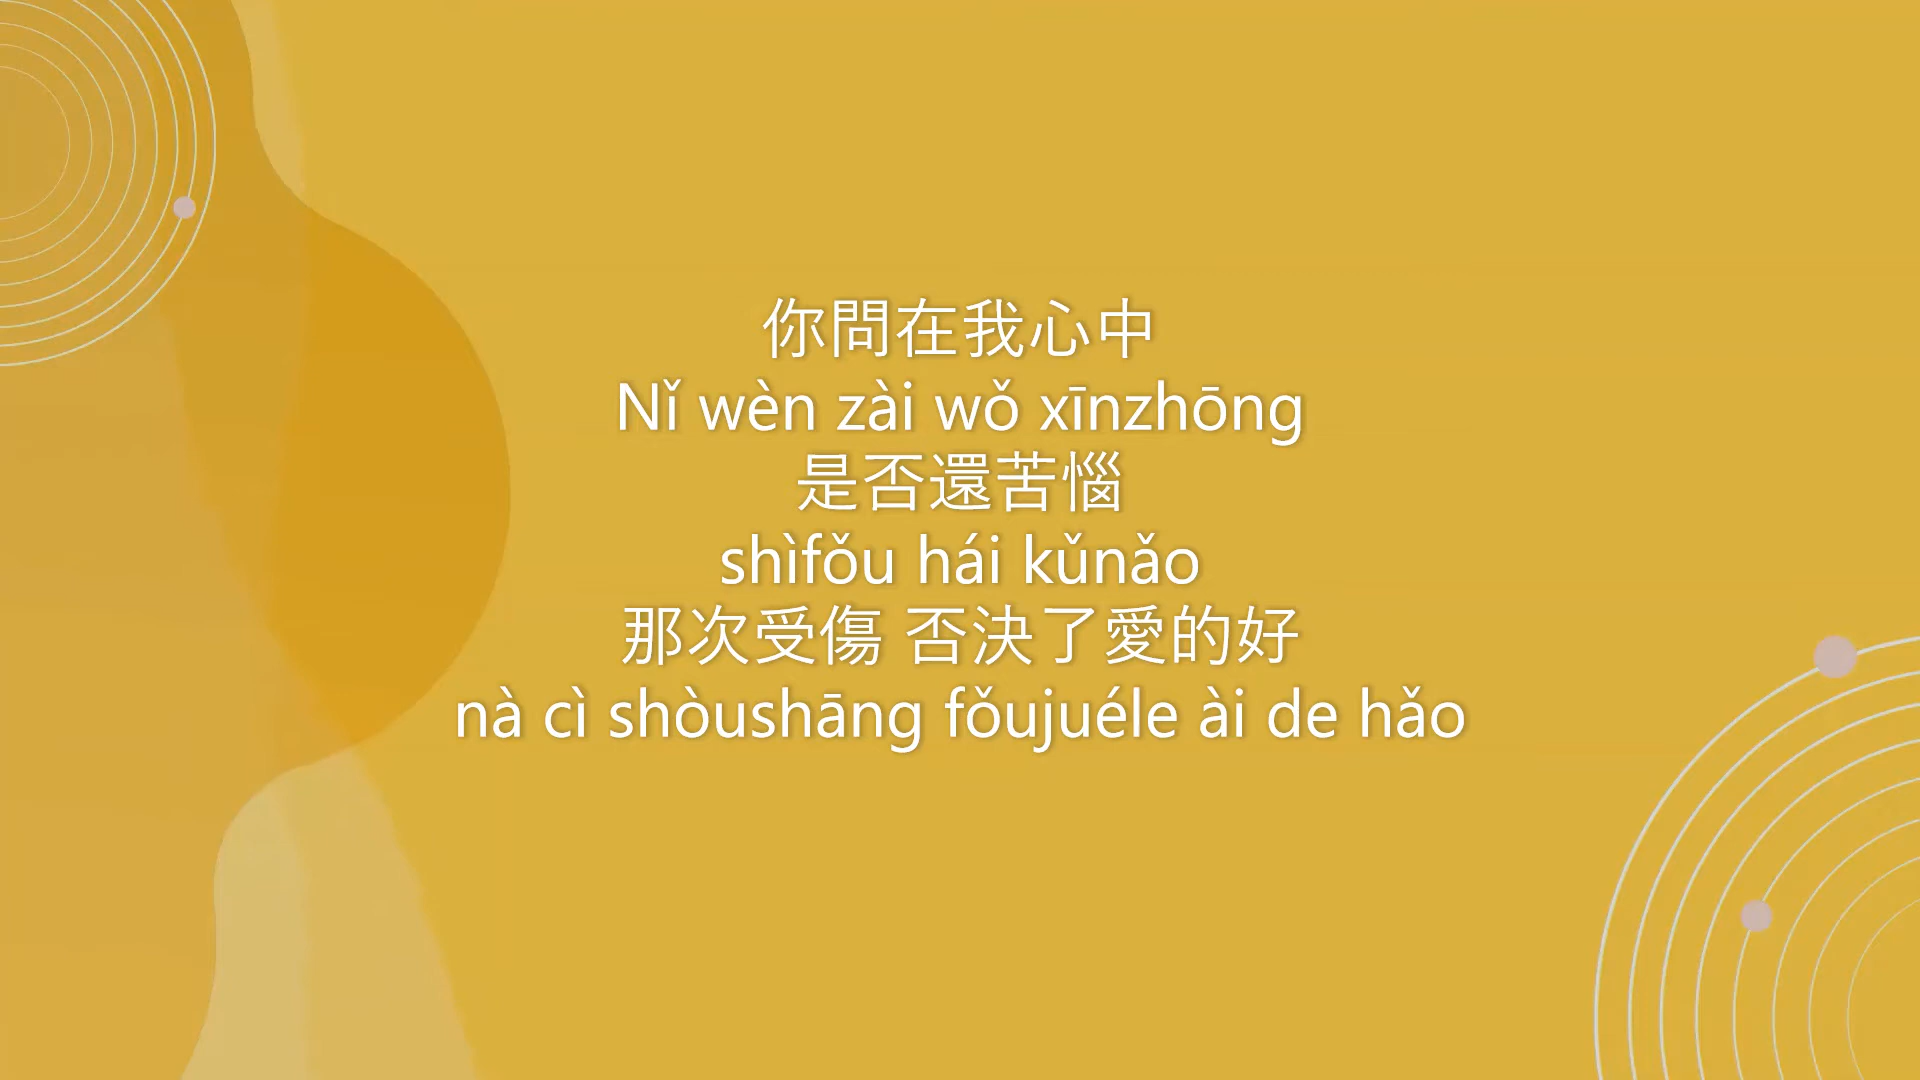 你問在我心中
Nǐ wèn zài wǒ xīnzhōng
是否還苦惱
shìfǒu hái kǔnǎo
那次受傷 否決了愛的好
nà cì shòushāng fǒujuéle ài de hǎo